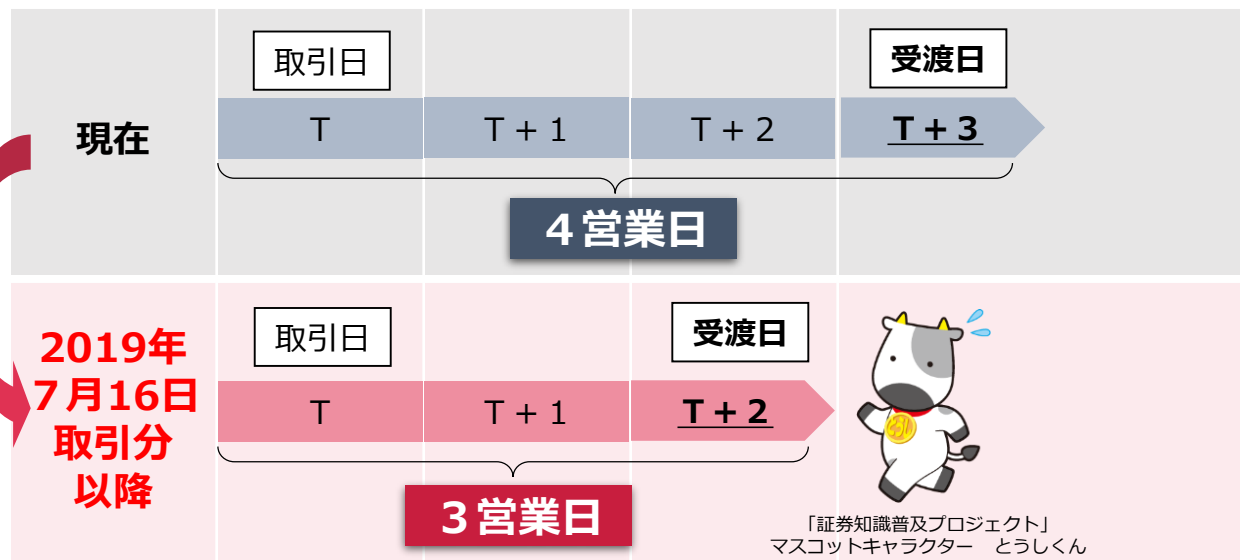 取引日
受渡日
現在
T
T + 1
T + 2
T + 3
4営業日
2019年
7月16日
取引分
以降
取引日
受渡日
T
T + 1
T + 2
3営業日
「証券知識普及プロジェクト」
マスコットキャラクター　とうしくん